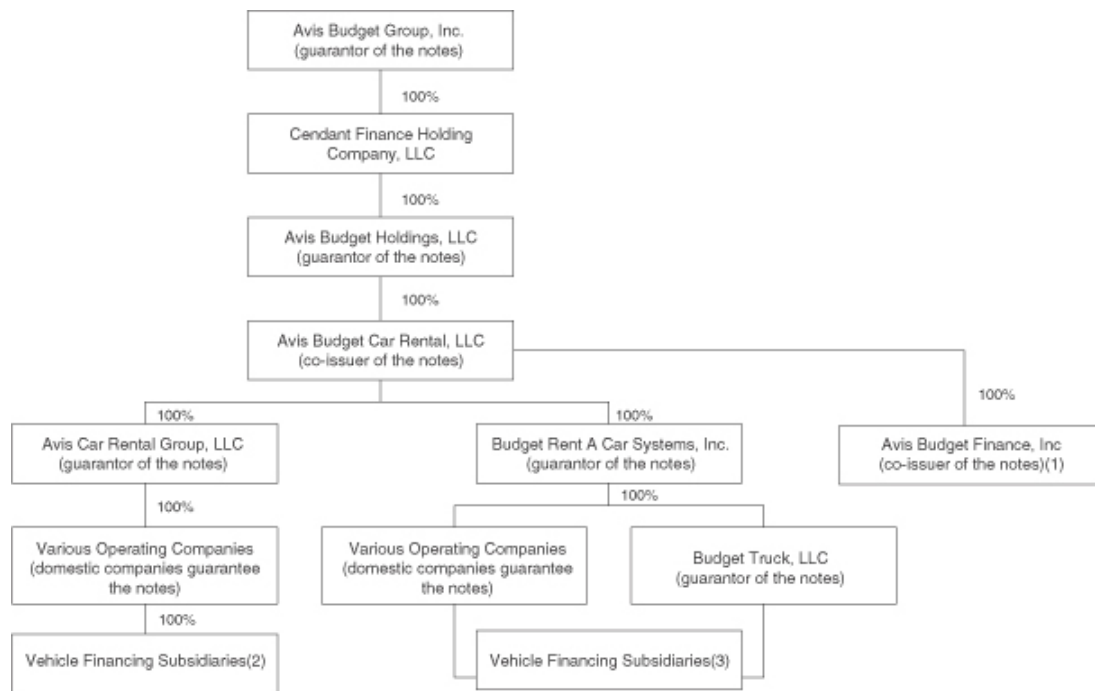 Avis Budget Group, Inc.
(guarantor of the notes)
100%
Cendant Finance Holding
Company, LLC
100%
Avis Budget Holdings, LLC
(guarantor of the notes)
100%
Avis Budget Car Rental, LLC
(co-issuer of the notes)
100%
100%
100%
Avis Car Rental Group, LLC
(guarantor of the notes)
Budget Rent A Car Systems, Inc.
(guarantor of the notes)
Avis Budget Finance, Inc
(co-issuer of the notes)(1)
100%
100%
Various Operating Companies
(domestic companies guarantee
the notes)
Various Operating Companies
(domestic companies guarantee
the notes)
Budget Truck, LLC
(guarantor of the notes)
100%
Vehicle Financing Subsidiaries(2)
Vehicle Financing Subsidiaries(3)